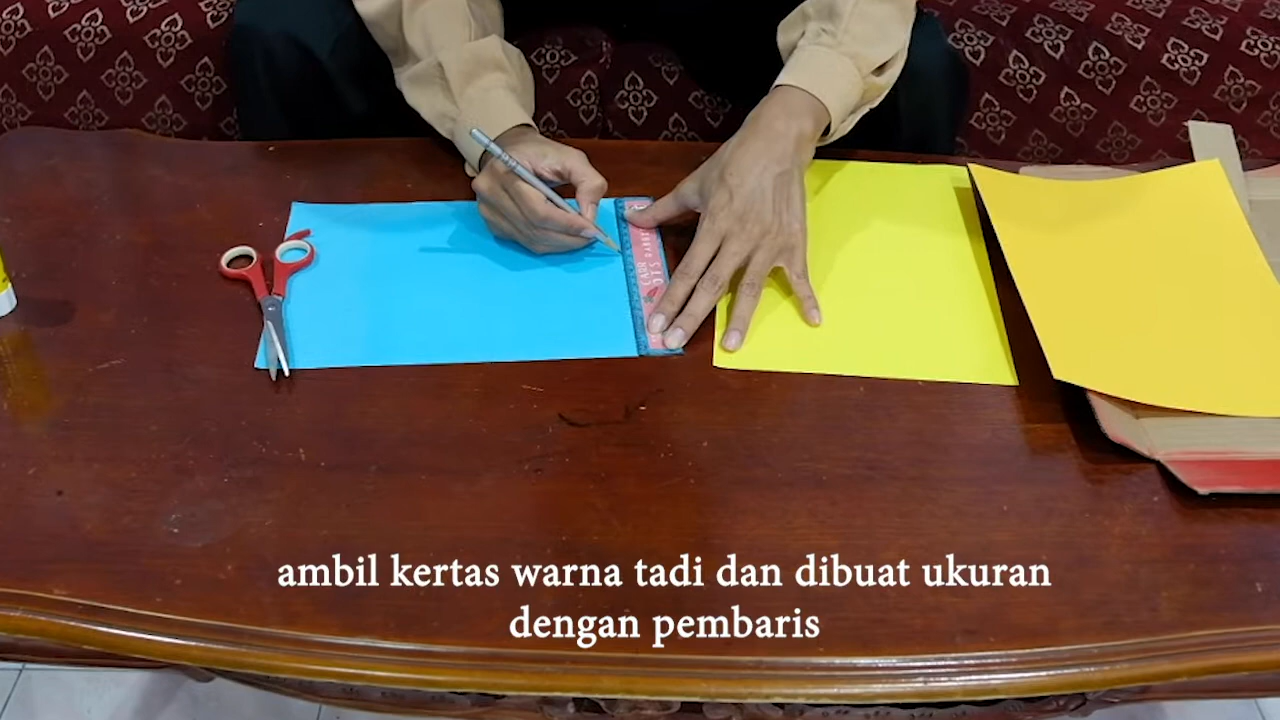 ambil kertas warna tadi dan dibuat ukuran
dengan pembaris